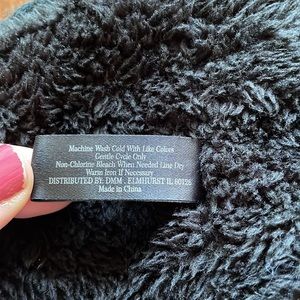 Machine Wash Cold With Like Colors
Gentle Cycle Only
Non-Chlorine Bleach When Needed Line Dry
Warm Iron If Necessary
DISTRIBUTED BY: DMM, ELMHURST IL 60126
Made in China